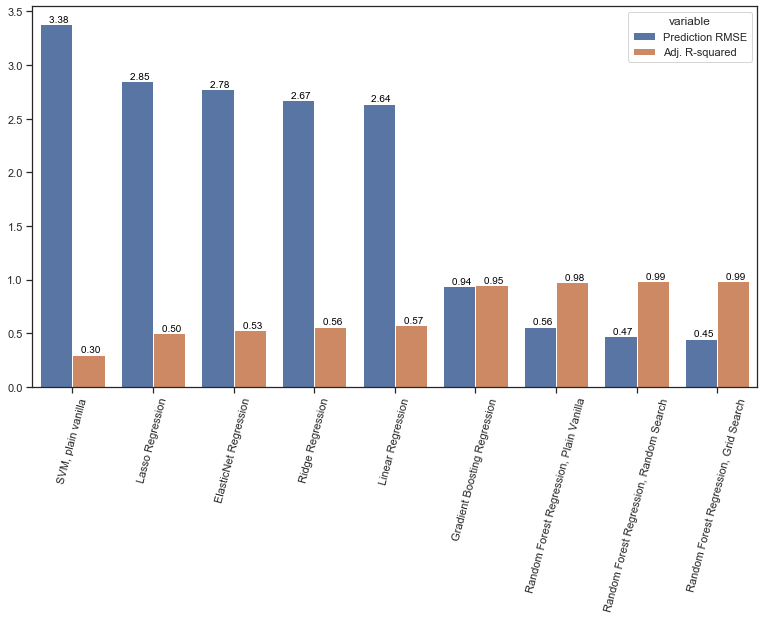 3.5
3.0
2.5
2.0
1.5
1.0
0.5
0.0
variable
Prediction RMSE
Adj. R-squared
3.38
0.30
2.85
0.50
2.78
0.53
2.67
0.56
2.64
0.57
0.94
0.95
0.56
0.98
0.47
0.99
0.45
0.99
SVM, plain vanilla
Lasso Regression
ElasticNet Regression
Ridge Regression
Linear Regression
Gradient Boosting Regression
Random Forest Regression, Plain Vanilla
Random Forest Regression, Random Search
Random Forest Regression, Grid Search